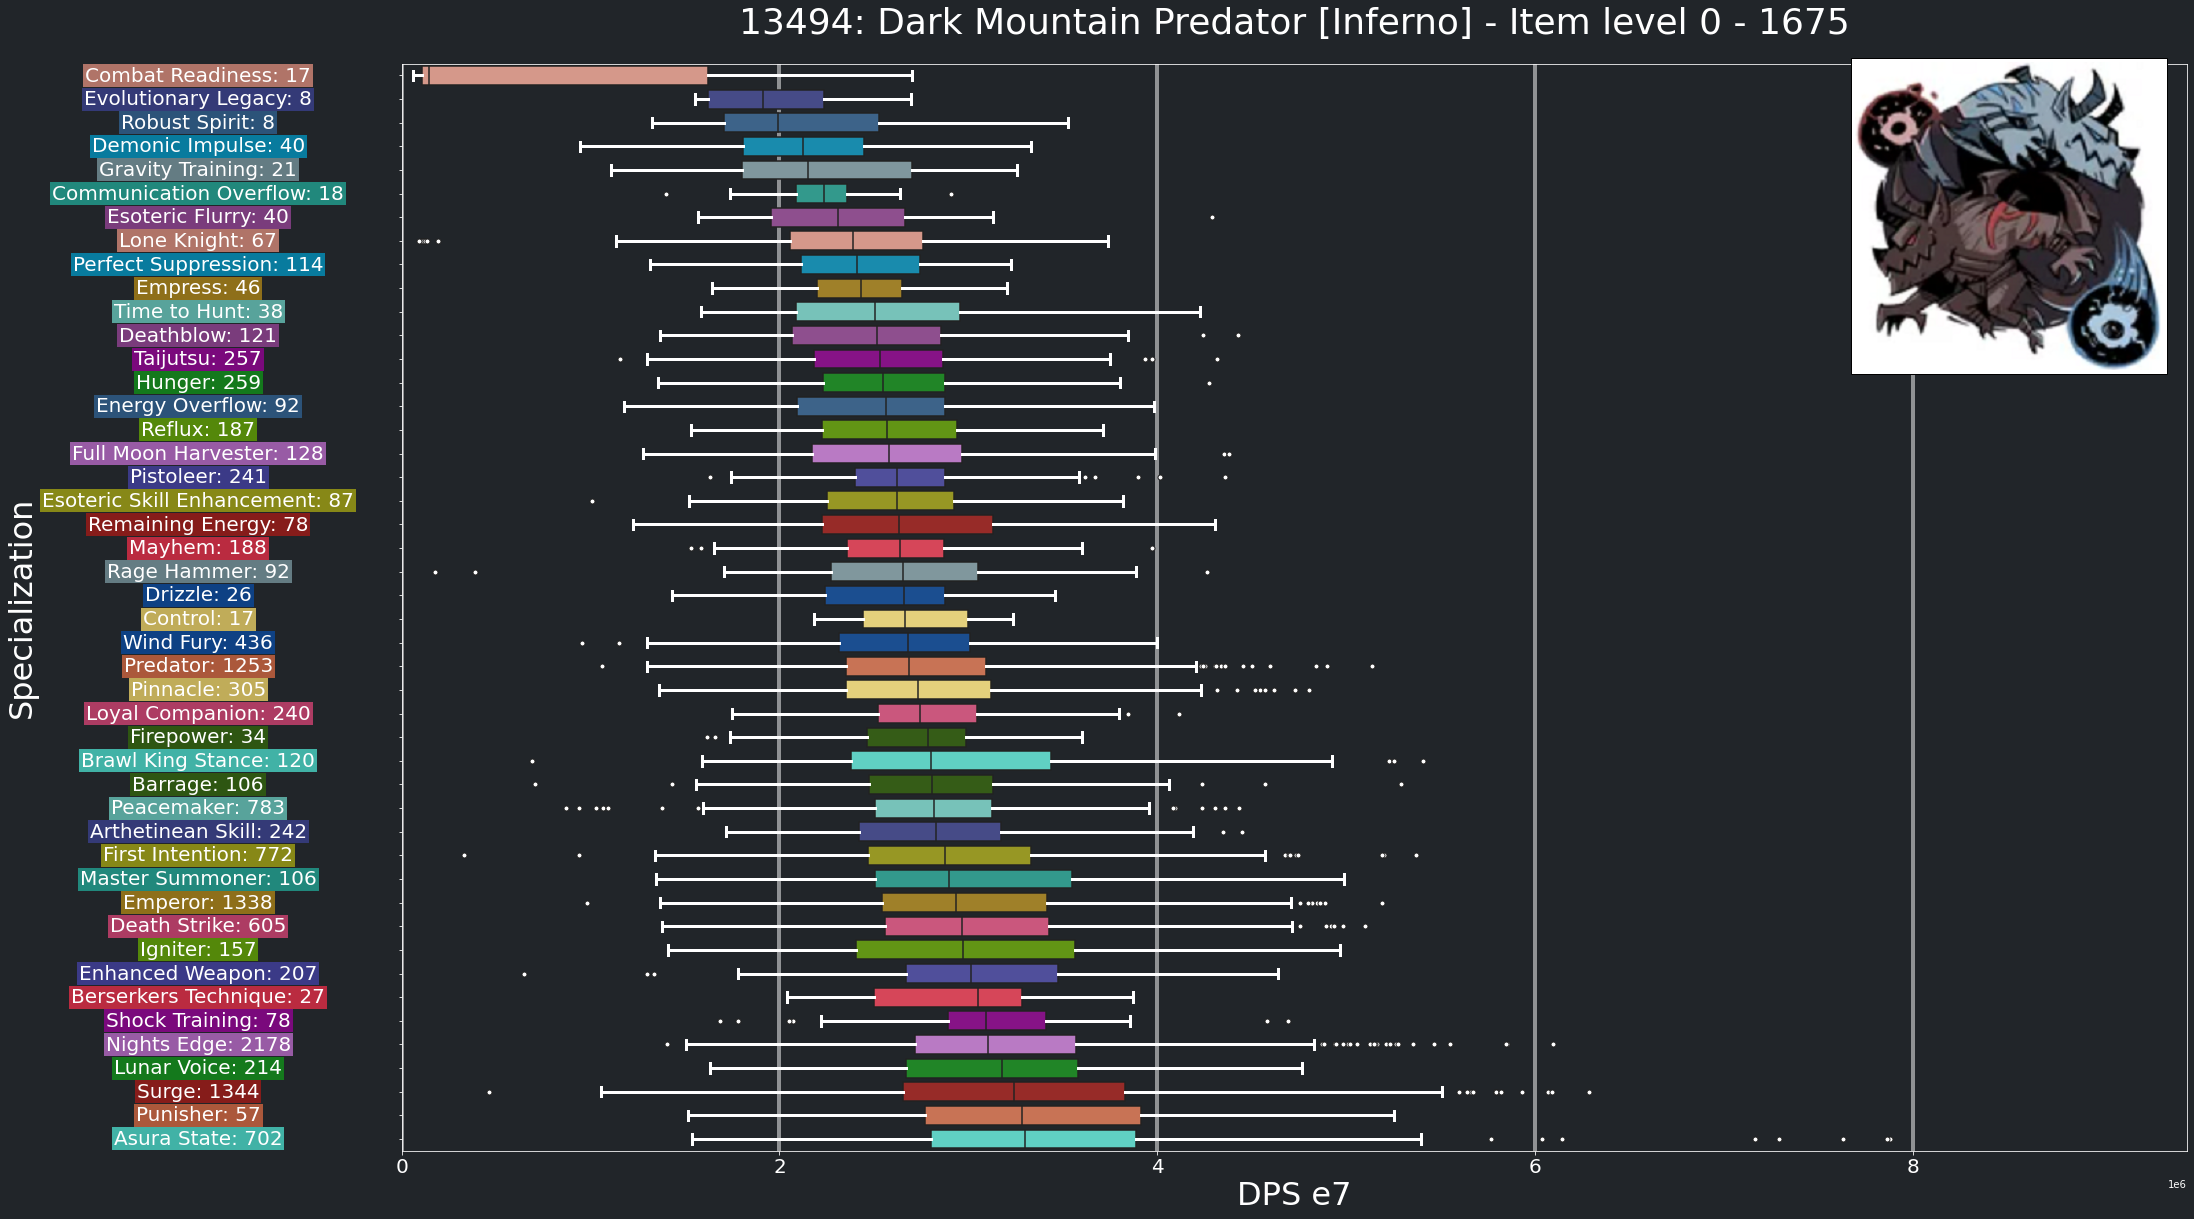 13494: Dark Mountain Predator [Inferno] - Item level 0 - 1675
Specialization
Combat Readiness: 17
Evolutionary Legacy: 8
Robust Spirit: 8
Demonic Impulse: 40
Gravity Training: 21
Communication Overflow: 18
Esoteric Flurry: 40
Lone Knight: 67
Perfect Suppression: 114
Empress: 46
Time to Hunt: 38
Deathblow: 121
Taijutsu: 257
Hunger: 259
Energy Overflow: 92
Reflux: 187
Full Moon Harvester: 128
Pistoleer: 241
Esoteric Skill Enhancement: 87
Remaining Energy: 78
Mayhem: 188
Rage Hammer: 92
Drizzle: 26
Control: 17
Wind Fury: 436
Predator: 1253
Pinnacle: 305
Loyal Companion: 240
Firepower: 34
Brawl King Stance: 120
Barrage: 106
Peacemaker: 783
Arthetinean Skill: 242
First Intention: 772
Master Summoner: 106
Emperor: 1338
Death Strike: 605
Igniter: 157
Enhanced Weapon: 207
Berserkers Technique: 27
Shock Training: 78
Nights Edge: 2178
Lunar Voice: 214
Surge: 1344
Punisher: 57
Asura State: 702
0 2 4 6 8
1e6
DPS e7